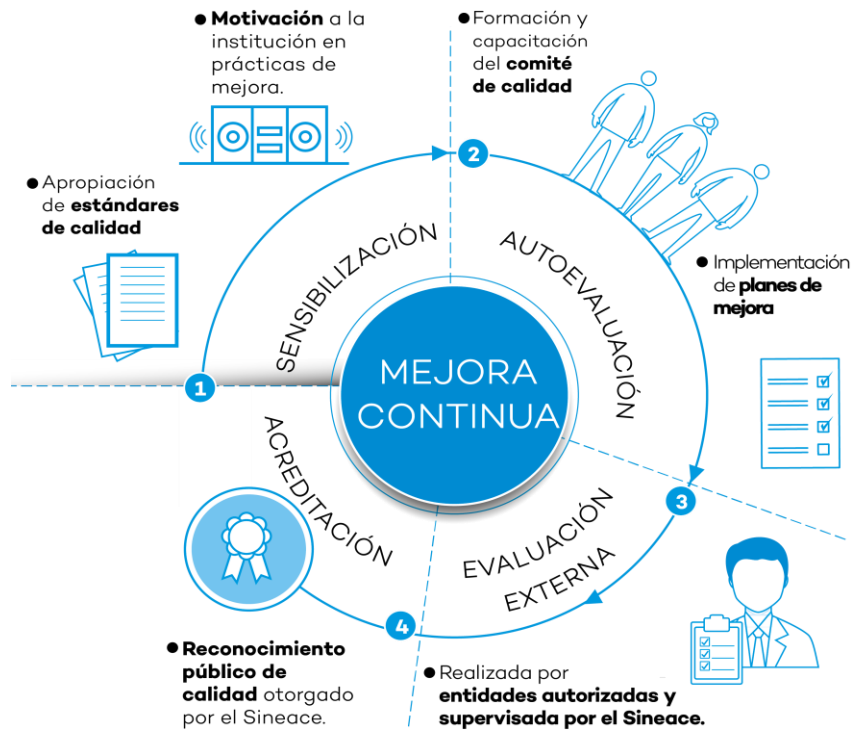 ● Motivación a la
institución en
prácticas de
mejora.
● Formación y
capacitación
del comité
de calidad
● Apropiación
de estándares
de calidad
● Implementación
de planes de
mejora
1
2
3
4
SENSIBILIZACIÓN
AUTOEVALUACIÓN
MEJORA
CONTINUA
ACREDITACIÓN
EVALUACIÓN
EXTERNA
● Reconocimiento
público de
calidad otorgado
por el Sineace.
● Realizada por
entidades autorizadas y
supervisada por el Sineace.